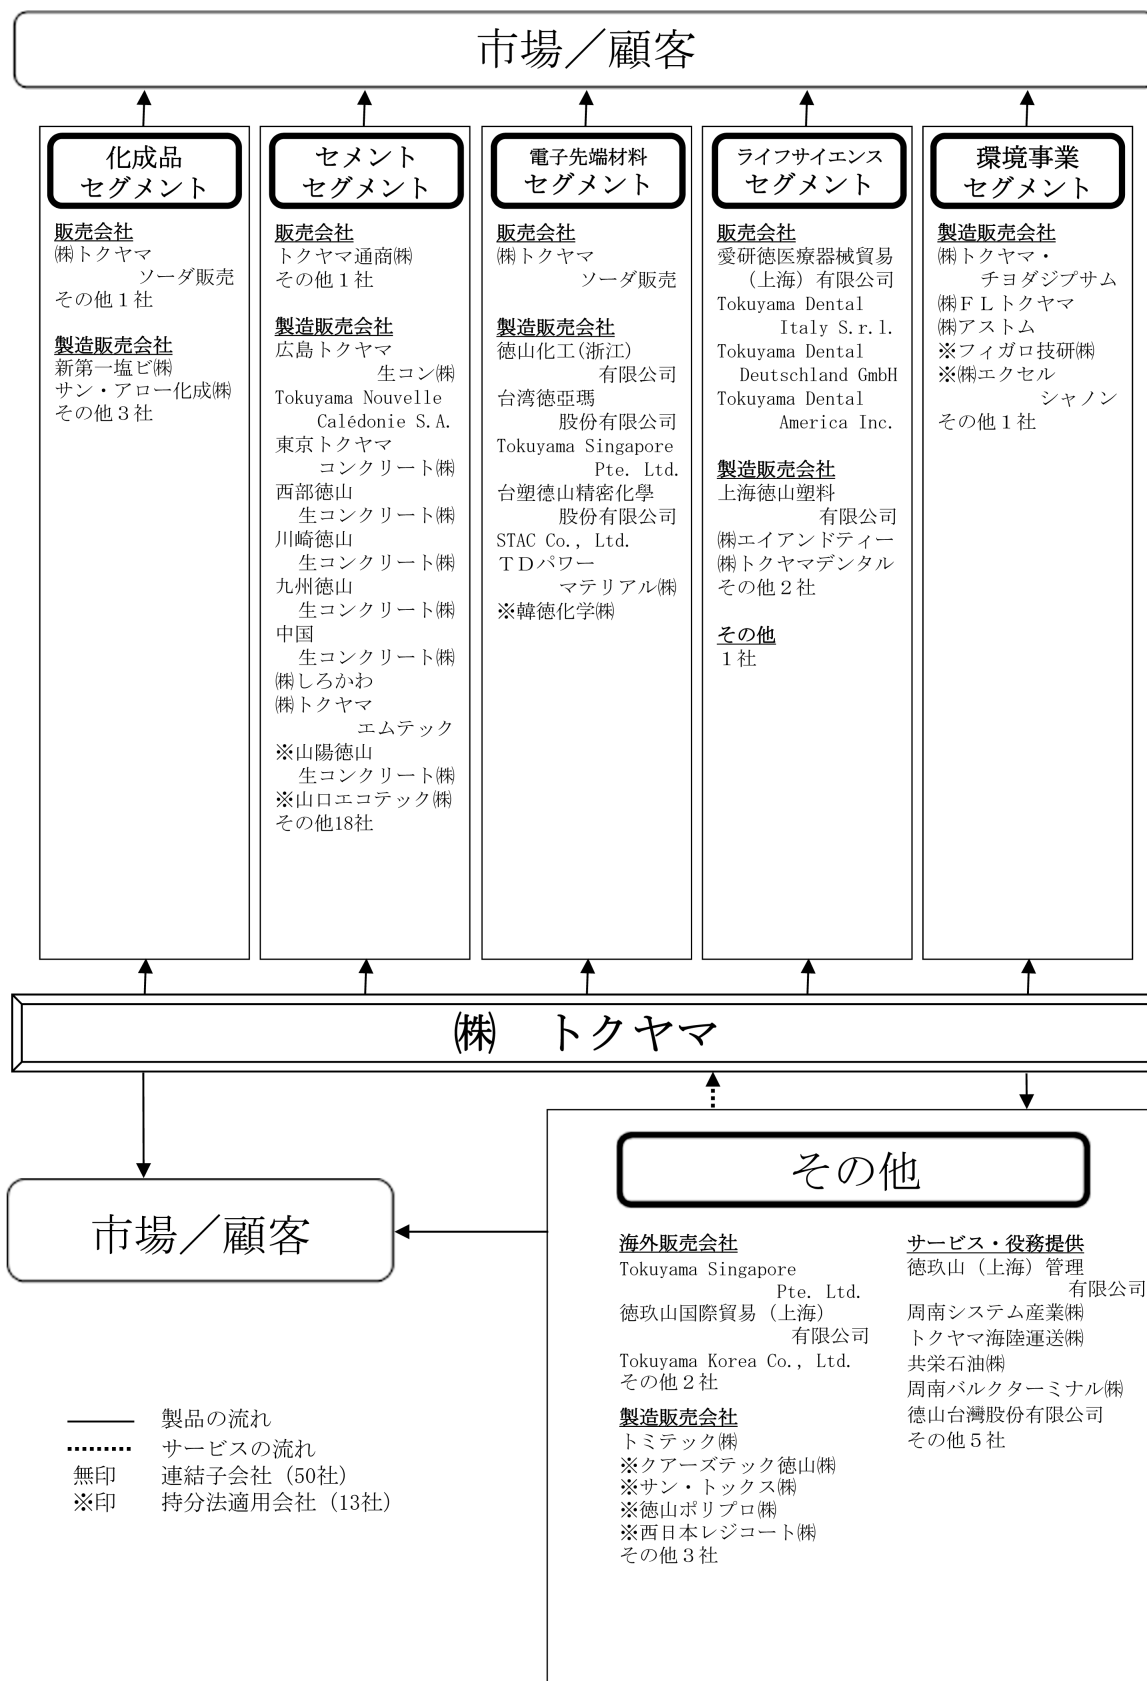 市場／顧客
化成品
セグメント
販売会社
㈱トクヤマ
ソーダ販売
その他１社
製造販売会社
新第一塩ビ㈱
サン・アロー化成㈱
その他３社
セメント
セグメント
販売会社
トクヤマ通商㈱
その他１社
製造販売会社
広島トクヤマ
生コン㈱
Tokuyama Nouvelle
Calédonie S.A.
東京トクヤマ
コンクリート㈱
西部徳山
生コンクリート㈱
川崎徳山
生コンクリート㈱
九州徳山
生コンクリート㈱
中国
生コンクリート㈱
㈱しろかわ
㈱トクヤマ
エムテック
※山陽徳山
生コンクリート㈱
※山口エコテック㈱
その他18社
電子先端材料
セグメント
販売会社
㈱トクヤマ
ソーダ販売
製造販売会社
徳山化工(浙江)
有限公司
台湾徳亞瑪
股份有限公司
Tokuyama Singapore
Pte. Ltd.
台塑德山精密化學
股份有限公司
STAC Co., Ltd.
ＴＤパワー
マテリアル㈱
※韓徳化学㈱
ライフサイエンス
セグメント
販売会社
愛研徳医療器械貿易
（上海）有限公司
Tokuyama Dental
Italy S.r.l.
Tokuyama Dental
Deutschland GmbH
Tokuyama Dental
America Inc.
製造販売会社
上海徳山塑料
有限公司
㈱エイアンドティー
㈱トクヤマデンタル
その他２社
その他
１社
環境事業
セグメント
製造販売会社
㈱トクヤマ・
チヨダジプサム
㈱ＦＬトクヤマ
㈱アストム
※フィガロ技研㈱
※㈱エクセル
シャノン
その他１社
㈱　トクヤマ
市場／顧客
その他
海外販売会社
Tokuyama Singapore
Pte. Ltd.
徳玖山国際貿易（上海）
有限公司
Tokuyama Korea Co., Ltd.
その他２社
製造販売会社
トミテック㈱
※クアーズテック徳山㈱
※サン・トックス㈱
※徳山ポリプロ㈱
※西日本レジコート㈱
その他３社
サービス・役務提供
徳玖山（上海）管理
有限公司
周南システム産業㈱
トクヤマ海陸運送㈱
共栄石油㈱
周南バルクターミナル㈱
德山台灣股份有限公司
その他５社
製品の流れ
サービスの流れ
無印　連結子会社（50社）
※印　持分法適用会社（13社）